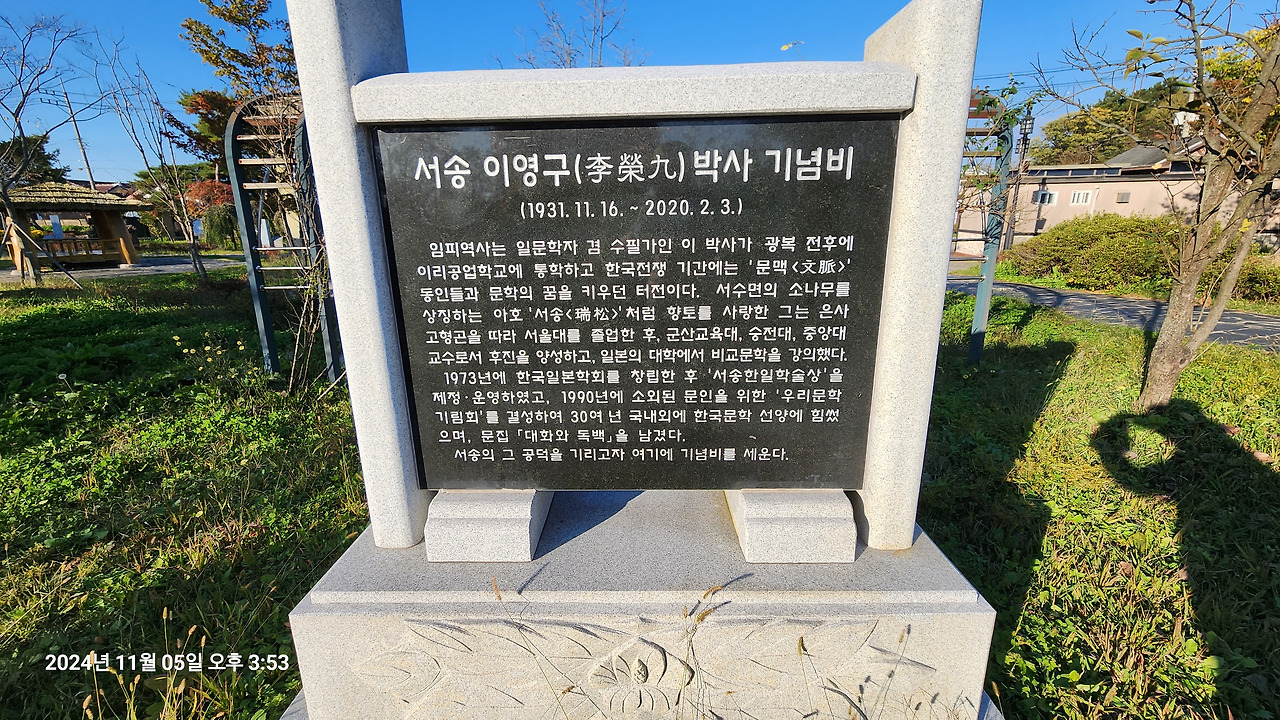 서송 이영구(李榮九)박사 기념비
(1931. 11. 16. ~ 2020. 2. 3.)
임피역사는 일문학자 겸 수필가인 이 박사가 광복 전후에
이리공업학교에 통학하고 한국전쟁 기간에는 '문맥<文脈>'
동인들과 문학의 꿈을 키우던 터전이다. 서수면의 소나무를
상징하는 아호 '서송<瑞松>'처럼 향토를 사랑한 그는 은사
고형곤을 따라 서울대를 졸업한 후, 군산교육대, 숭전대, 중앙대
교수로서 후진을 양성하고, 일본의 대학에서 비교문학을 강의했다.
1973년에 한국일본학회를 창립한 후 '서송한일학술상'을
제정·운영하였고, 1990년에 소외된 문인을 위한 '우리문학
기림회'를 결성하여 30여 년 국내외에 한국문학 선양에 힘썼
으며, 문집 「대화와 독백」을 남겼다.
서송의 그 공덕을 기리고자 여기에 기념비를 세운다.
2024년 11월 05일 오후 3:53